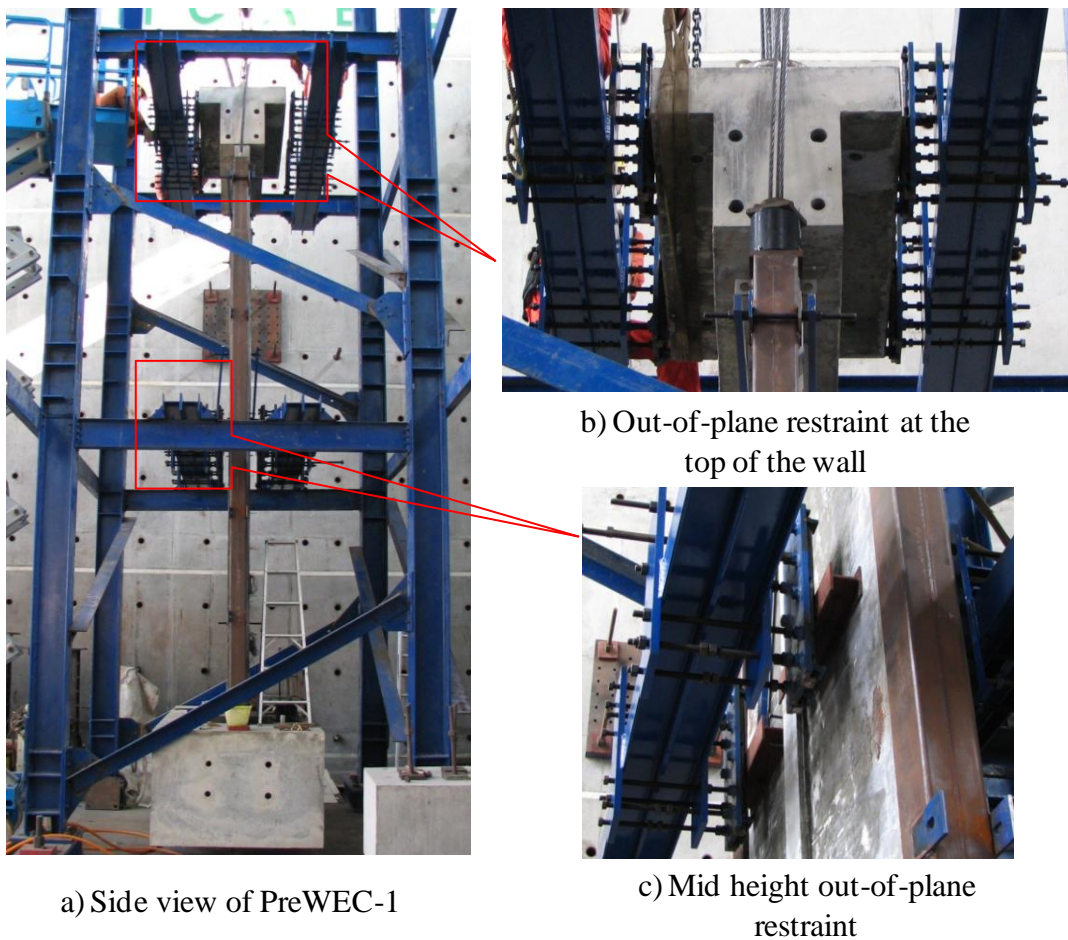 a) Side view of PreWEC-1
b) Out-of-plane restraint at the
top of the wall
c) Mid height out-of-plane
restraint